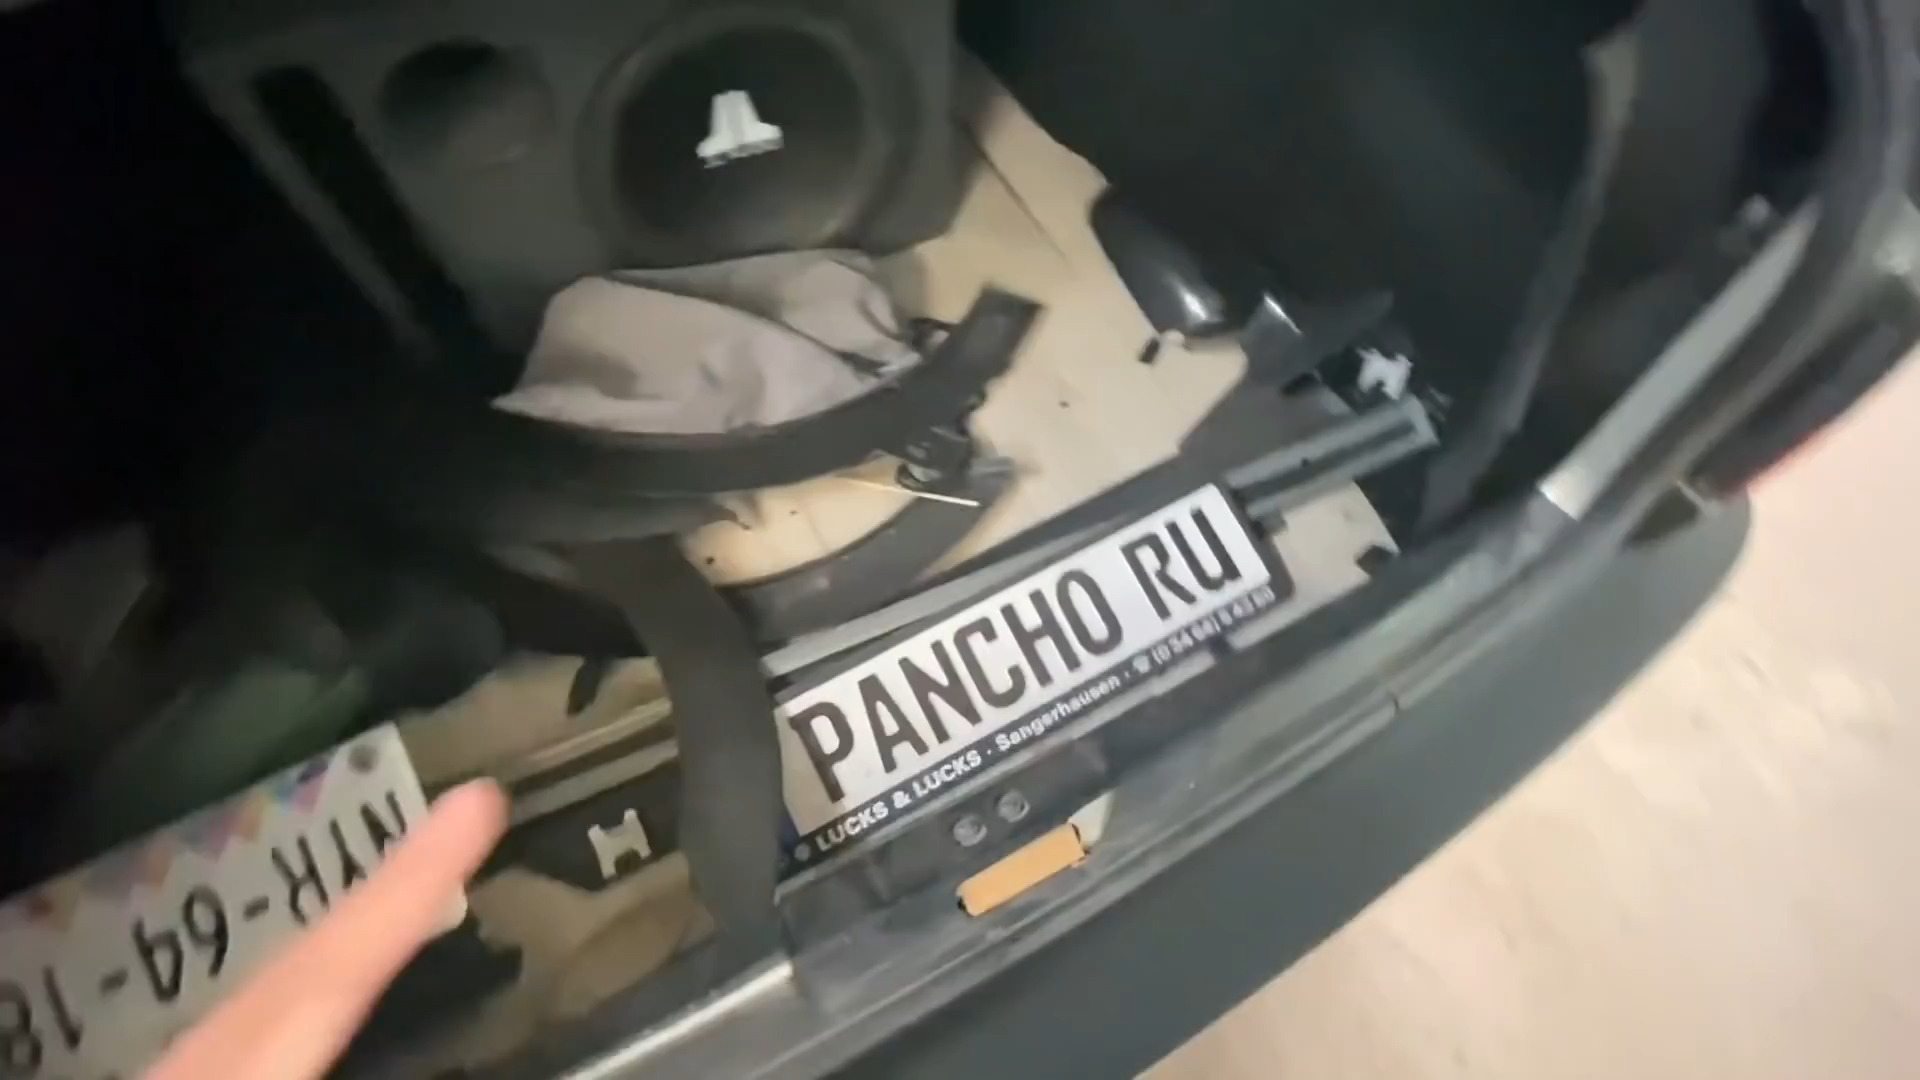 PANCHO RU
LUCKS & LUCKS · Sangerhausen ·
NYR-64-18